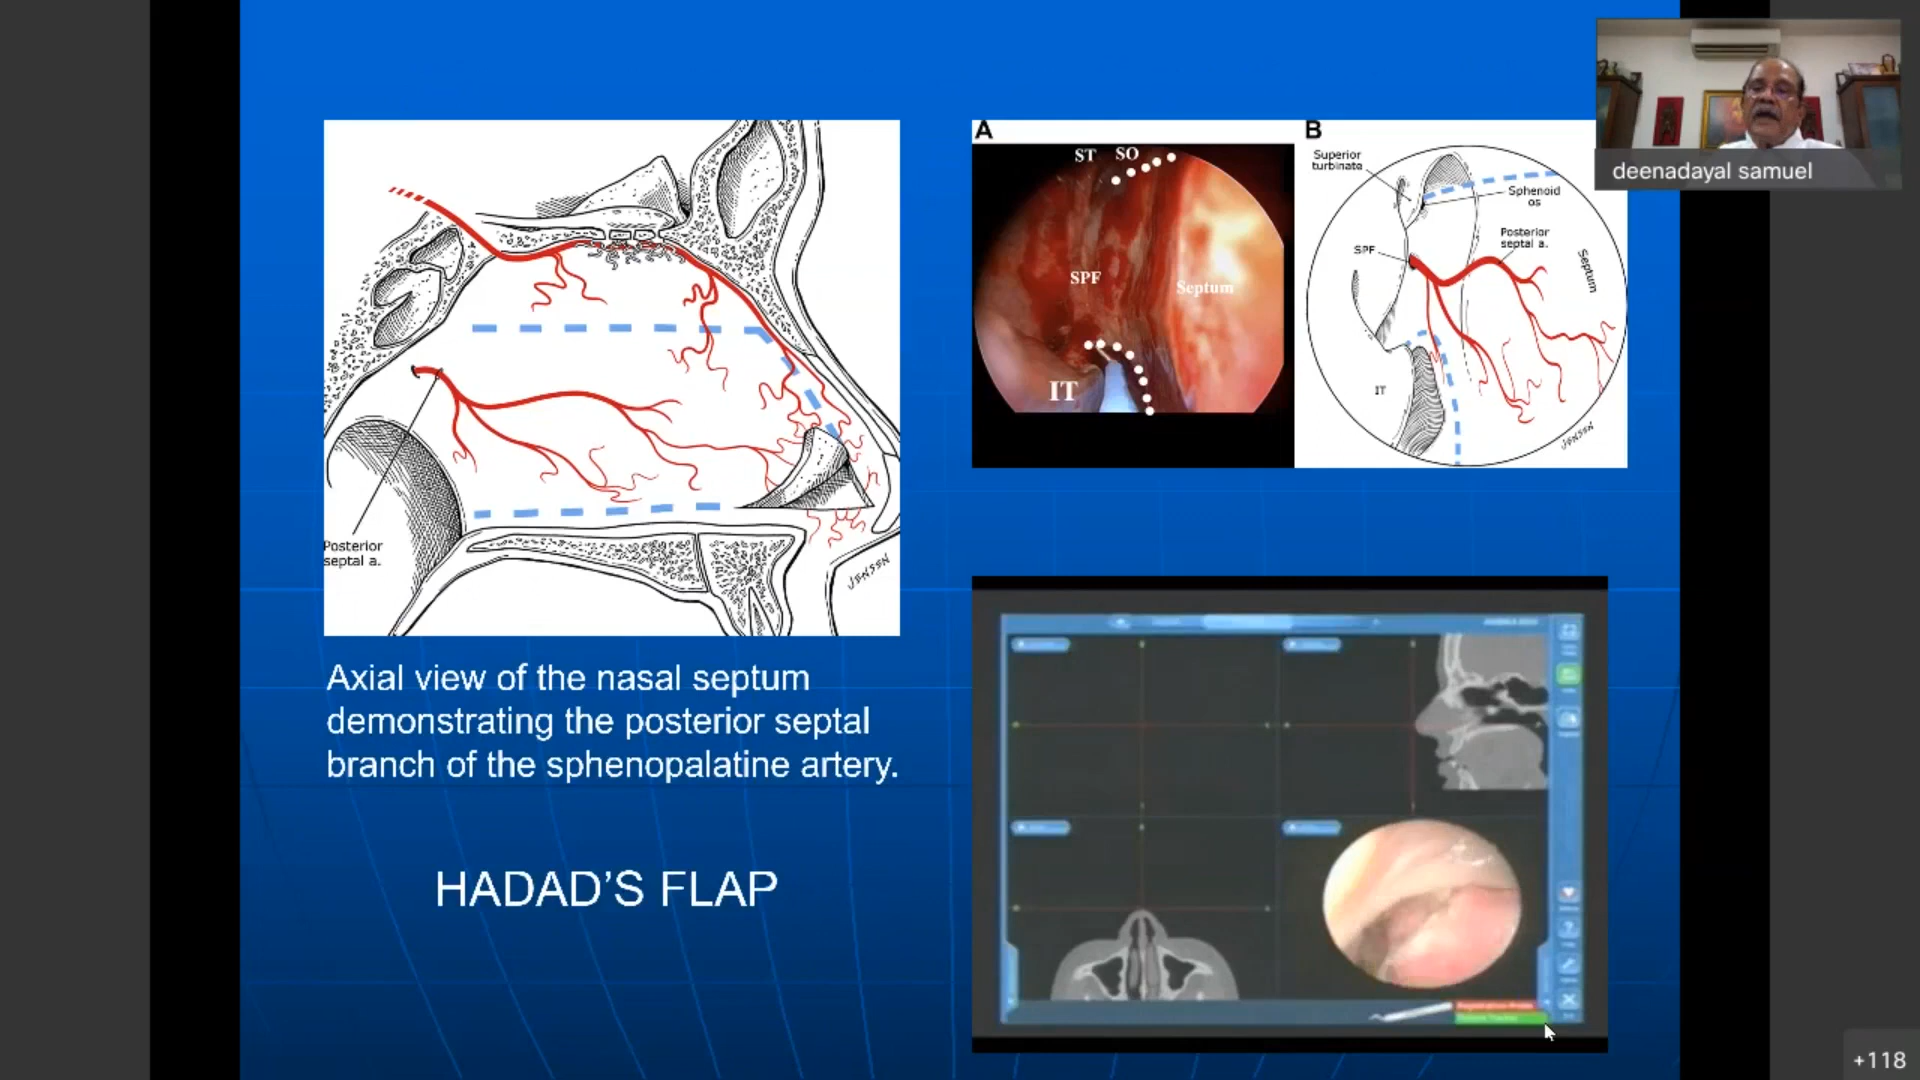 deenadayal samuel
Posterior
septal a.
JENSEN
Axial view of the nasal septum
demonstrating the posterior septal
branch of the sphenopalatine artery.
HADAD’S FLAP
A
ST SO
SPF
Septum
IT
B
Superior
turbinate
Sphenoid
os
Posterior
septal a.
SPF
Septum
IT
JENSEN
+118